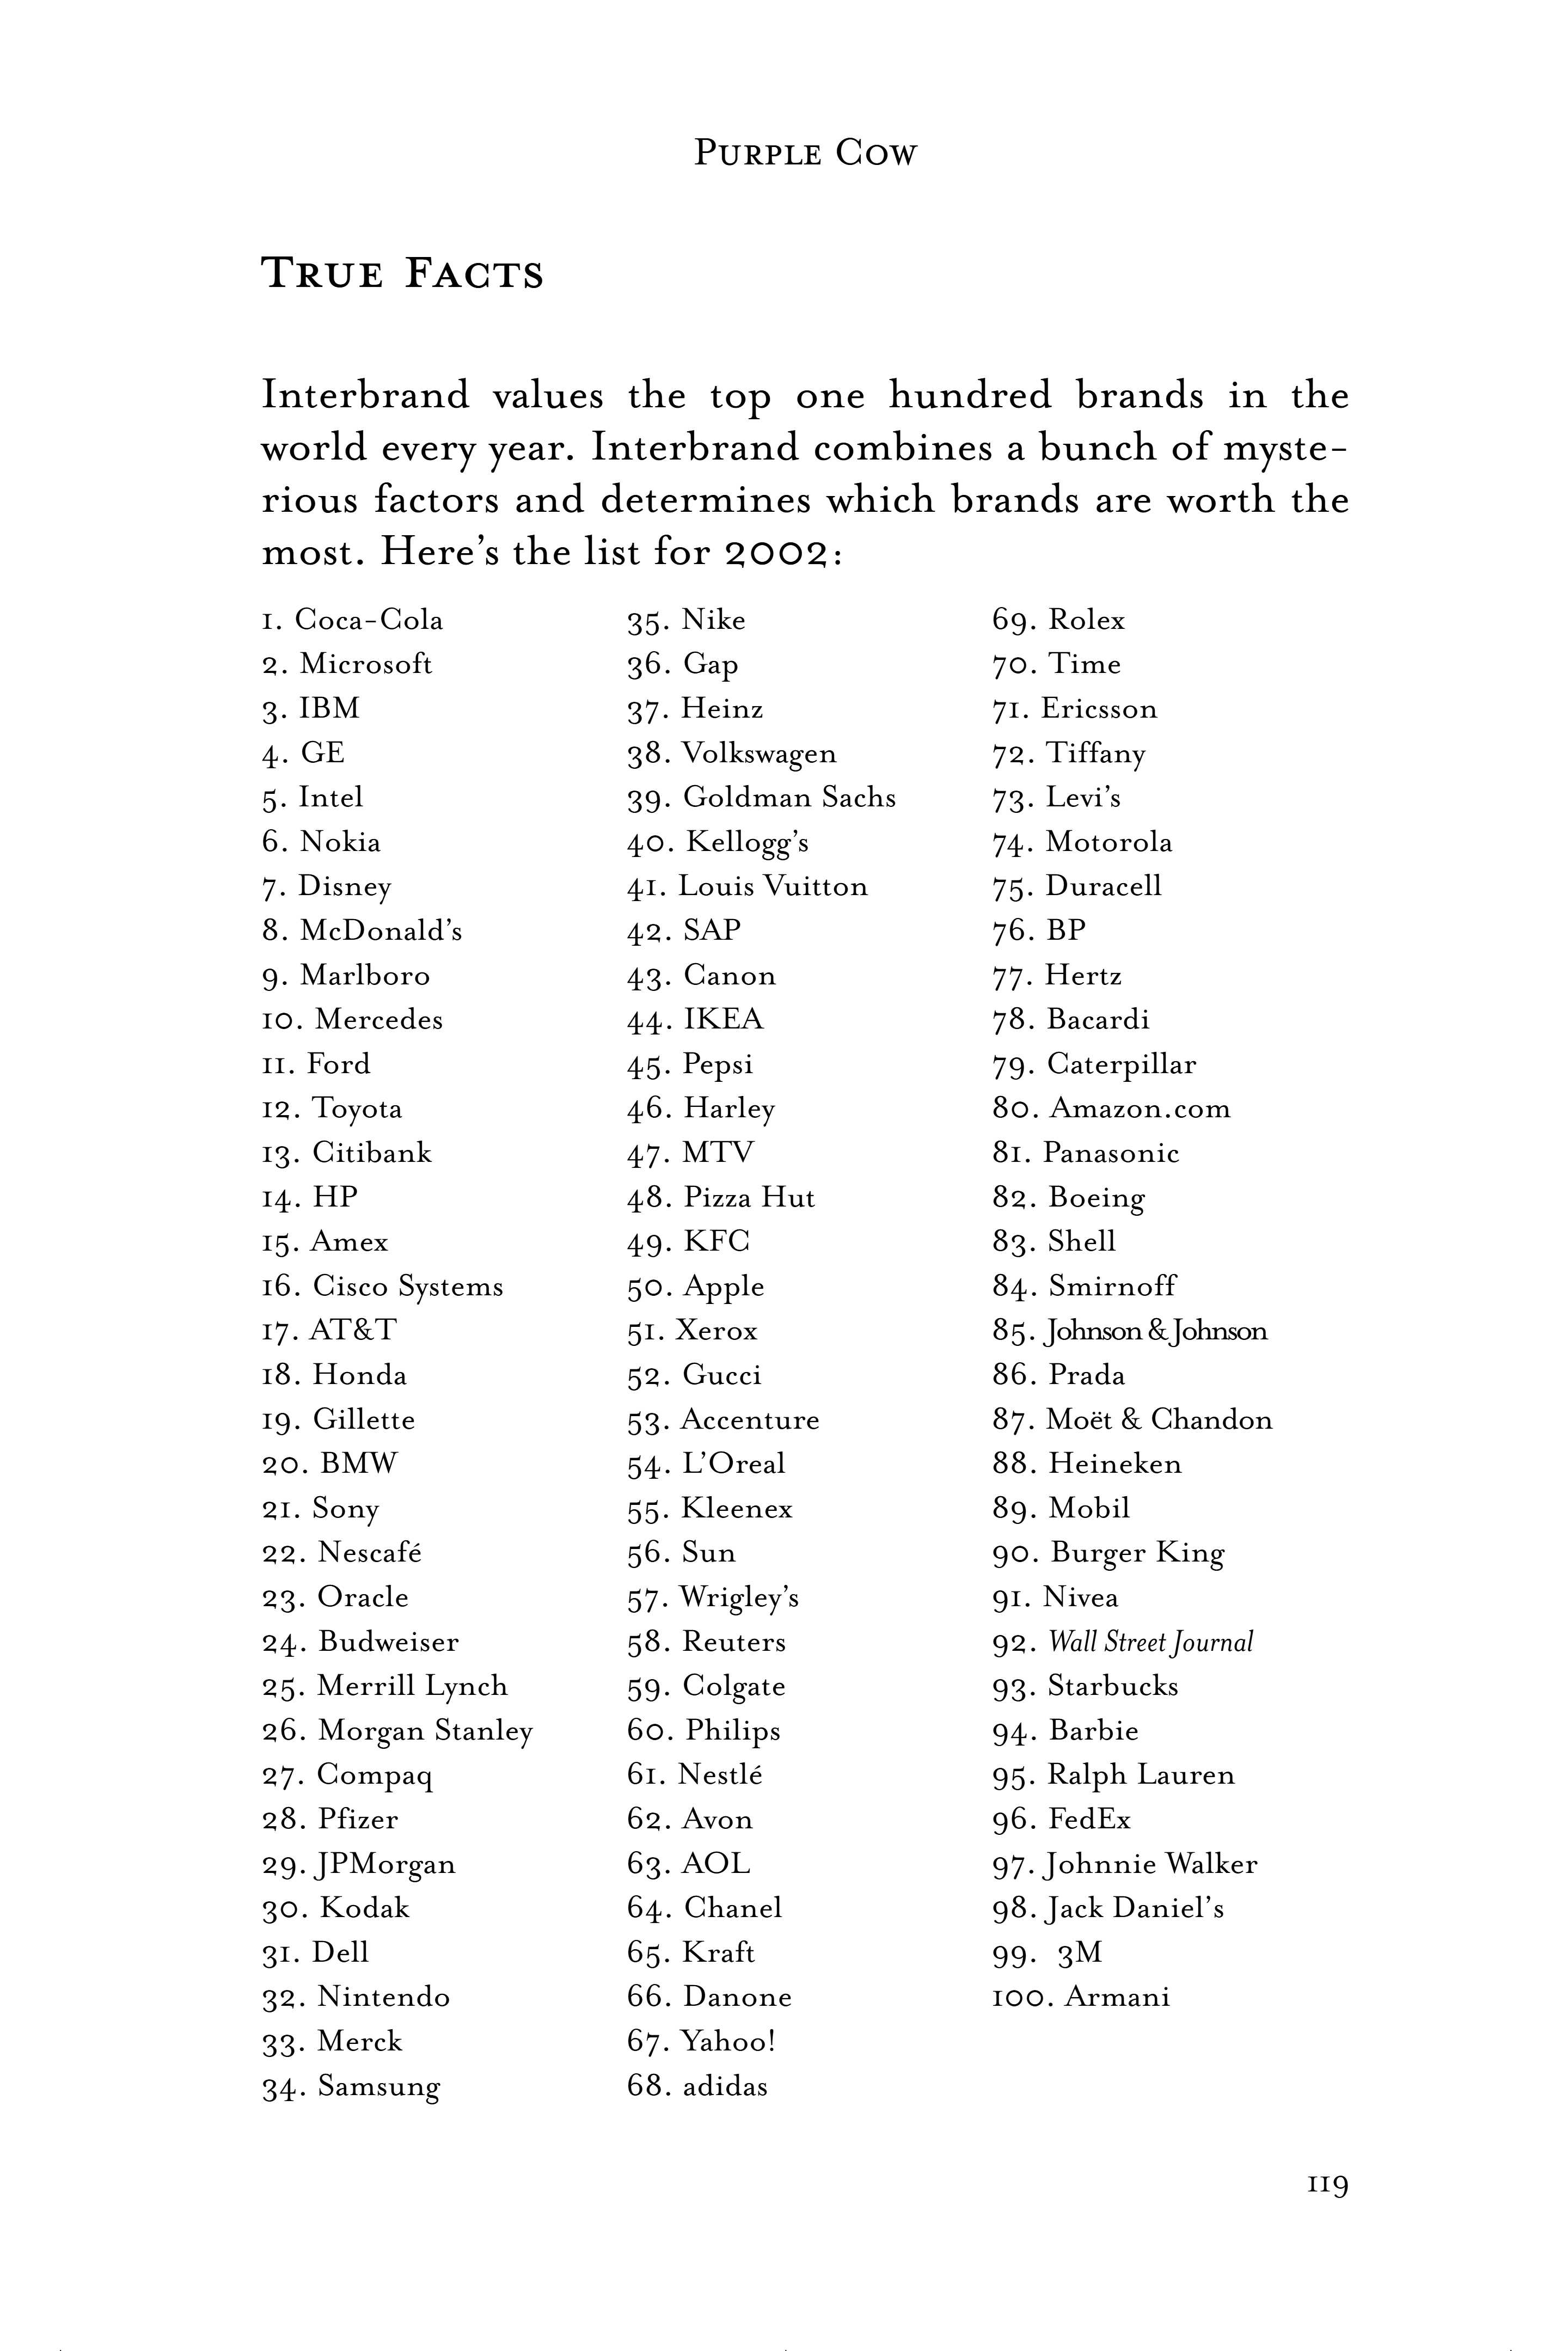 Purple Cow
True Facts
Interbrand values the top one hundred brands in the
world every year. Interbrand combines a bunch of myste-
rious factors and determines which brands are worth the
most. Here's the list for 2002:
1. Coca-Cola
2. Microsoft
3. IBM
4. GE
5. Intel
6. Nokia
7. Disney
8. McDonald's
9. Marlboro
10. Mercedes
11. Ford
12. Toyota
13. Citibank
14. HP
15. Amex
16. Cisco Systems
17. AT&T
18. Honda
19. Gillette
20. BMW
21. Sony
22. Nescafé
23. Oracle
24. Budweiser
25. Merrill Lynch
26. Morgan Stanley
27. Compaq
28. Pfizer
29. JPMorgan
30. Kodak
31. Dell
32. Nintendo
33. Merck
34. Samsung
35. Nike
36. Gap
37. Heinz
38. Volkswagen
39. Goldman Sachs
40. Kellogg's
41. Louis Vuitton
42. SAP
43. Canon
44. IKEA
45. Pepsi
46. Harley
47. MTV
48. Pizza Hut
49. KFC
50. Apple
51. Xerox
52. Gucci
53. Accenture
54. L'Oreal
55. Kleenex
56. Sun
57. Wrigley's
58. Reuters
59. Colgate
60. Philips
61. Nestlé
62. Avon
63. AOL
64. Chanel
65. Kraft
66. Danone
67. Yahoo!
68. adidas
69. Rolex
70. Time
71. Ericsson
72. Tiffany
73. Levi's
74. Motorola
75. Duracell
76. BP
77. Hertz
78. Bacardi
79. Caterpillar
80. Amazon.com
81. Panasonic
82. Boeing
83. Shell
84. Smirnoff
85. Johnson & Johnson
86. Prada
87. Moët & Chandon
88. Heineken
89. Mobil
90. Burger King
91. Nivea
92. Wall Street Journal
93. Starbucks
94. Barbie
95. Ralph Lauren
96. FedEx
97. Johnnie Walker
98. Jack Daniel's
99. 3M
100. Armani
119